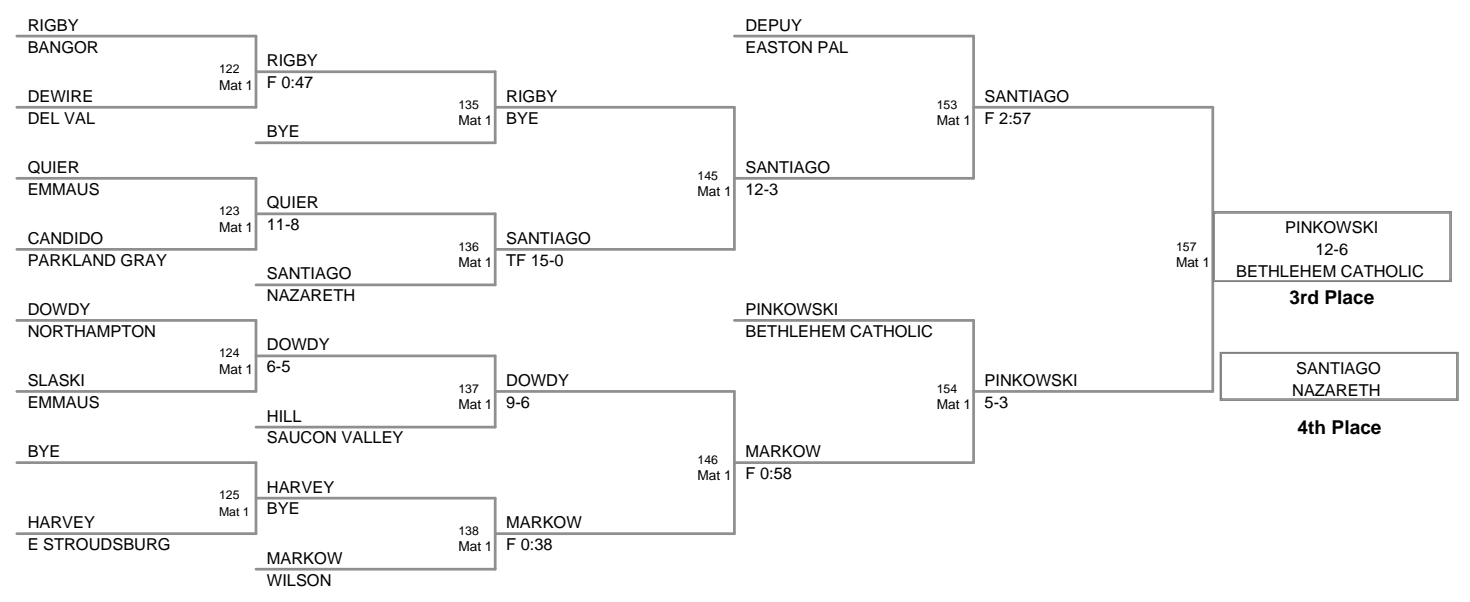 RIGBY
BANGOR
122
Mat 1
DEWIRE
DEL VAL
RIGBY
F 0:47
135
Mat 1
BYE
QUIER
EMMAUS
123
Mat 1
CANDIDO
PARKLAND GRAY
QUIER
11-8
136
Mat 1
SANTIAGO
NAZARETH
RIGBY
BYE
145
Mat 1
SANTIAGO
TF 15-0
DOWDY
NORTHAMPTON
124
Mat 1
SLASKI
EMMAUS
DOWDY
6-5
137
Mat 1
HILL
SAUCON VALLEY
BYE
125
Mat 1
HARVEY
E STROUDSBURG
HARVEY
BYE
138
Mat 1
MARKOW
WILSON
DOWDY
9-6
146
Mat 1
MARKOW
F 0:38
DEPUY
EASTON PAL
153
Mat 1
SANTIAGO
12-3
SANTIAGO
F 2:57
PINKOWSKI
BETHLEHEM CATHOLIC
154
Mat 1
MARKOW
F 0:58
PINKOWSKI
5-3
157
Mat 1
PINKOWSKI
12-6
BETHLEHEM CATHOLIC
3rd Place
SANTIAGO
NAZARETH
4th Place